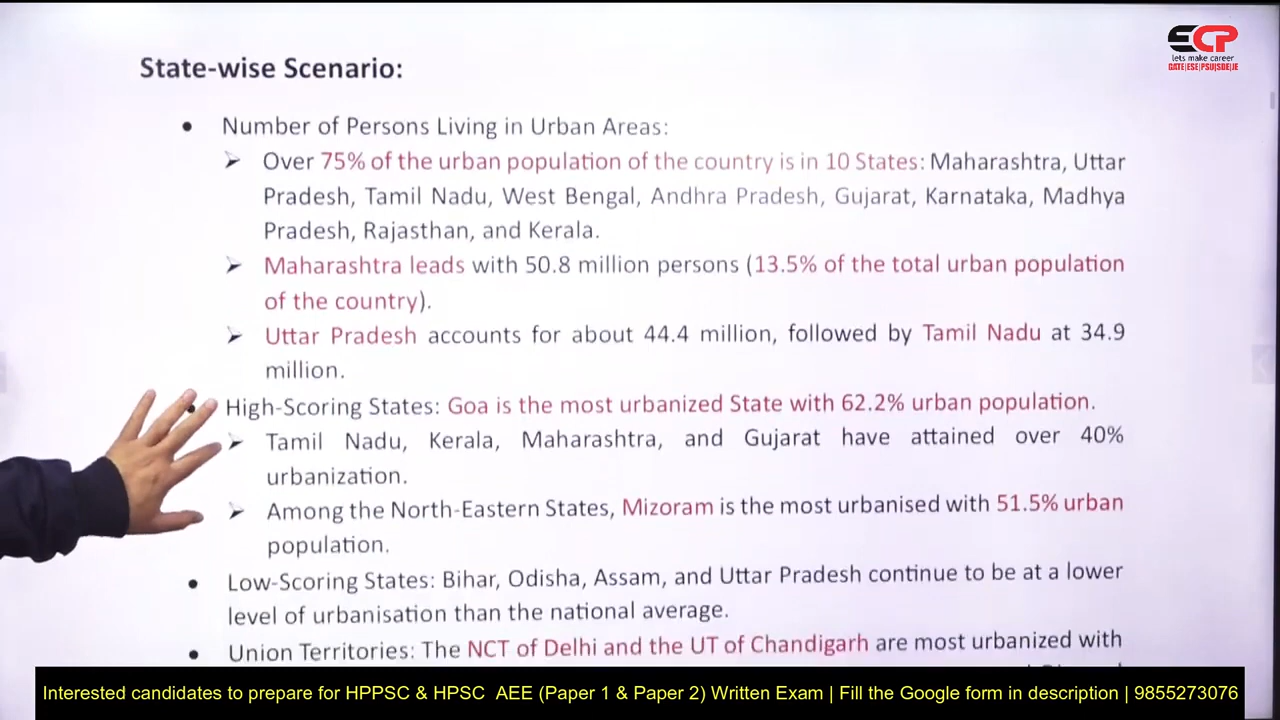 ECP
lets make career
GATE|ESE|PSU|SDE|JE
State-wise Scenario:
• Number of Persons Living in Urban Areas:
➢ Over 75% of the urban population of the country is in 10 States: Maharashtra, Uttar
Pradesh, Tamil Nadu, West Bengal, Andhra Pradesh, Gujarat, Karnataka, Madhya
Pradesh, Rajasthan, and Kerala.
➢ Maharashtra leads with 50.8 million persons (13.5% of the total urban population
of the country).
➢ Uttar Pradesh accounts for about 44.4 million, followed by Tamil Nadu at 34.9
million.
• High-Scoring States: Goa is the most urbanized State with 62.2% urban population.
➢ Tamil Nadu, Kerala, Maharashtra, and Gujarat have attained over 40%
urbanization.
➢ Among the North-Eastern States, Mizoram is the most urbanised with 51.5% urban
population.
• Low-Scoring States: Bihar, Odisha, Assam, and Uttar Pradesh continue to be at a lower
level of urbanisation than the national average.
• Union Territories: The NCT of Delhi and the UT of Chandigarh are most urbanized with
Interested candidates to prepare for HPPSC & HPSC AEE (Paper 1 & Paper 2) Written Exam | Fill the Google form in description | 9855273076